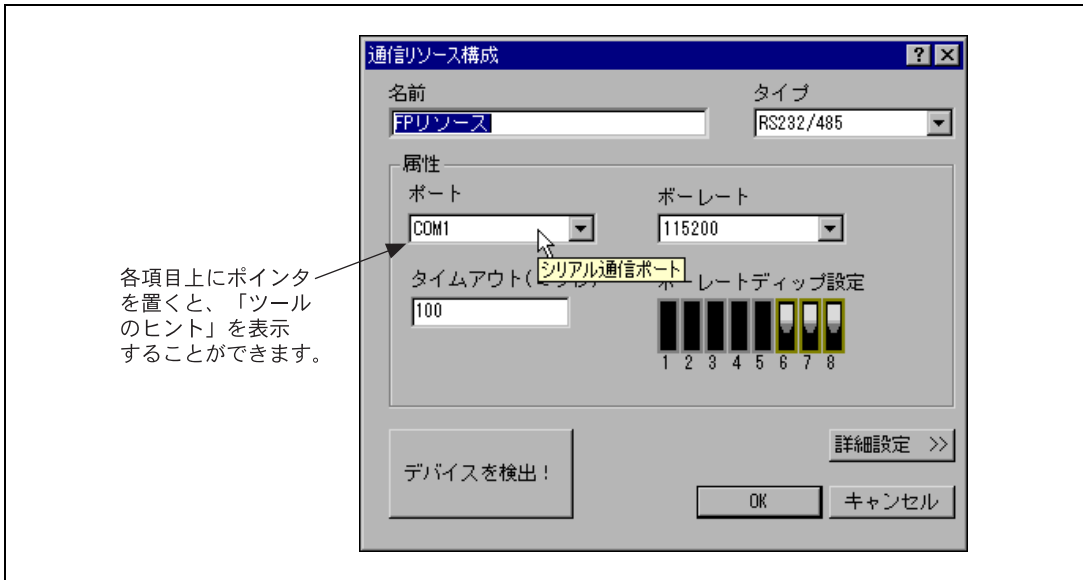 通信リソース構成
名前
タイプ
FPリソース
RS232/485
属性
ポート
ボーレート
COM1
115200
シリアル通信ポート
タイムアウト(
ボーレートディップ設定
100
1 2 3 4 5 6 7 8
各項目上にポインタ
を置くと、「ツール
のヒント」を表示
することができます。
デバイスを検出!
詳細設定 >>
OK
キャンセル